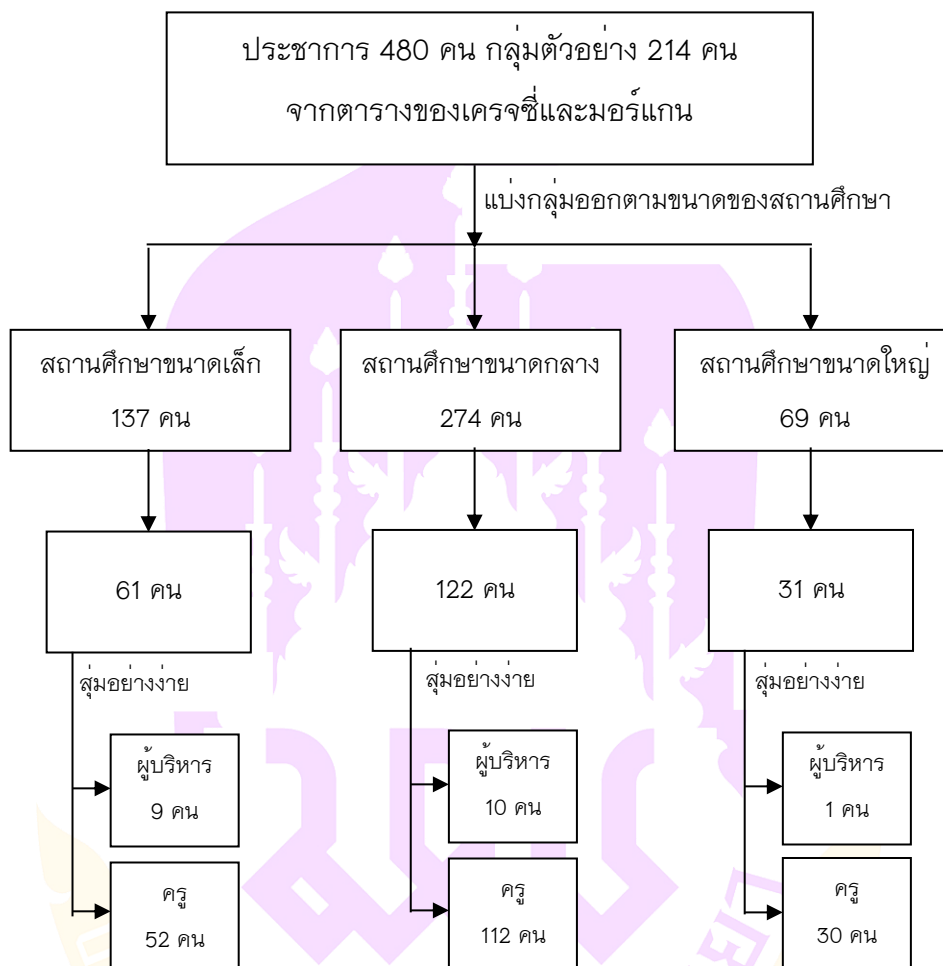 ประชาการ 480 คน กลุ่มตัวอย่าง 214 คน
จากตารางของเครจซี่และมอร์แกน
แบ่งกลุ่มออกตามขนาดของสถานศึกษา
สถานศึกษาขนาดเล็ก
137 คน
สถานศึกษาขนาดกลาง
274 คน
สถานศึกษาขนาดใหญ่
69 คน
61 คน
122 คน
31 คน
สุ่มอย่างง่าย
สุ่มอย่างง่าย
สุ่มอย่างง่าย
ผู้บริหาร
9 คน
ผู้บริหาร
10 คน
ผู้บริหาร
1 คน
ครู
52 คน
ครู
112 คน
ครู
30 คน